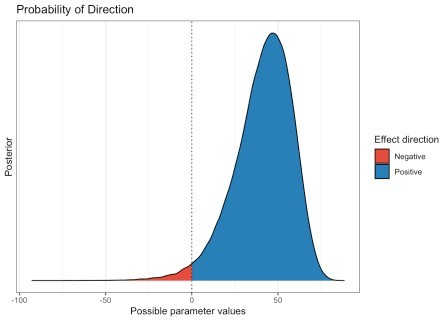 Probability of Direction
Posterior
Effect direction
Negative
Positive
-100
-50
0
50
Possible parameter values